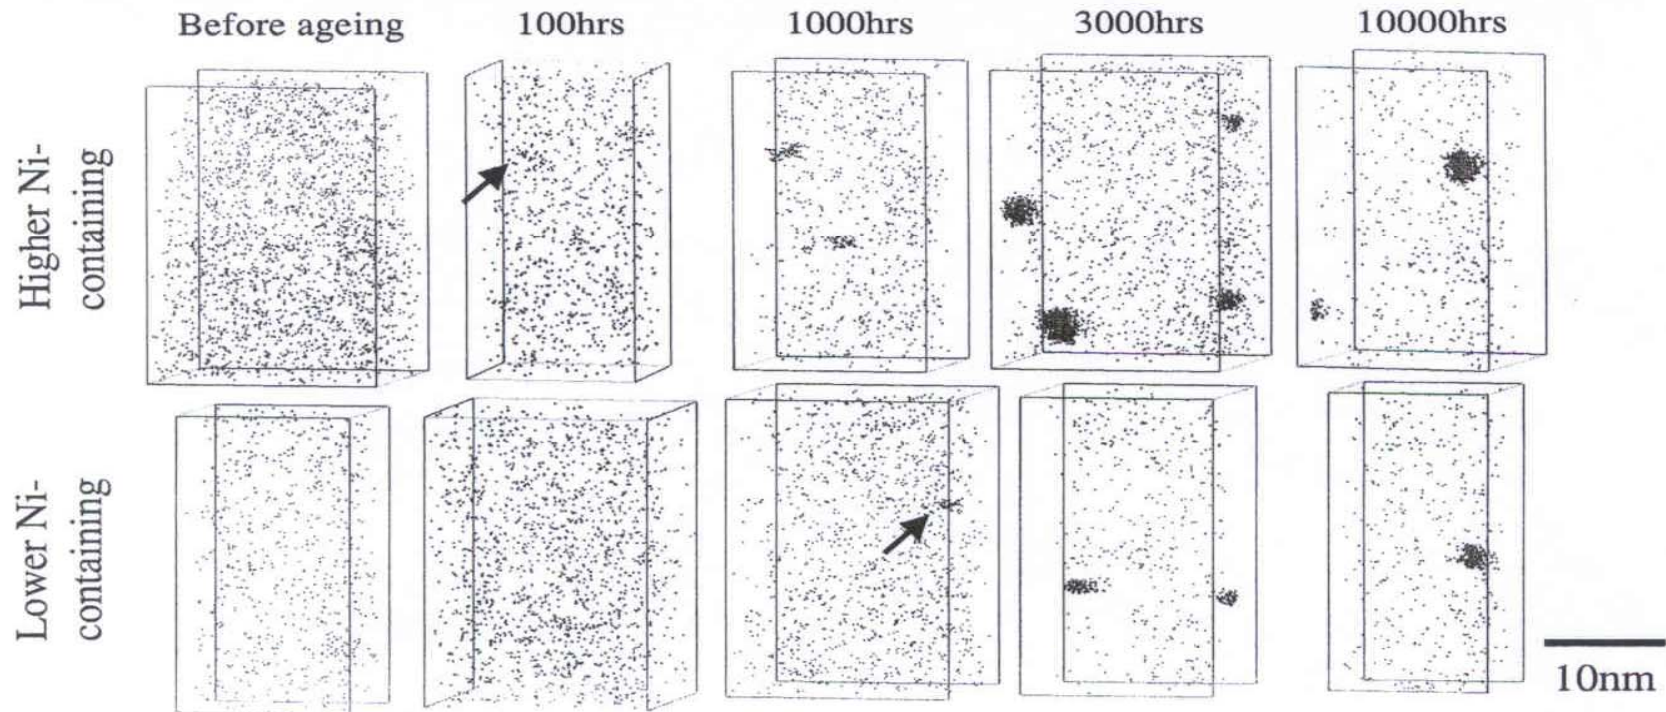 Before ageing 100hrs 1000hrs 3000hrs 10000hrs
Higher Ni-
containing
Lower Ni-
containing
10nm